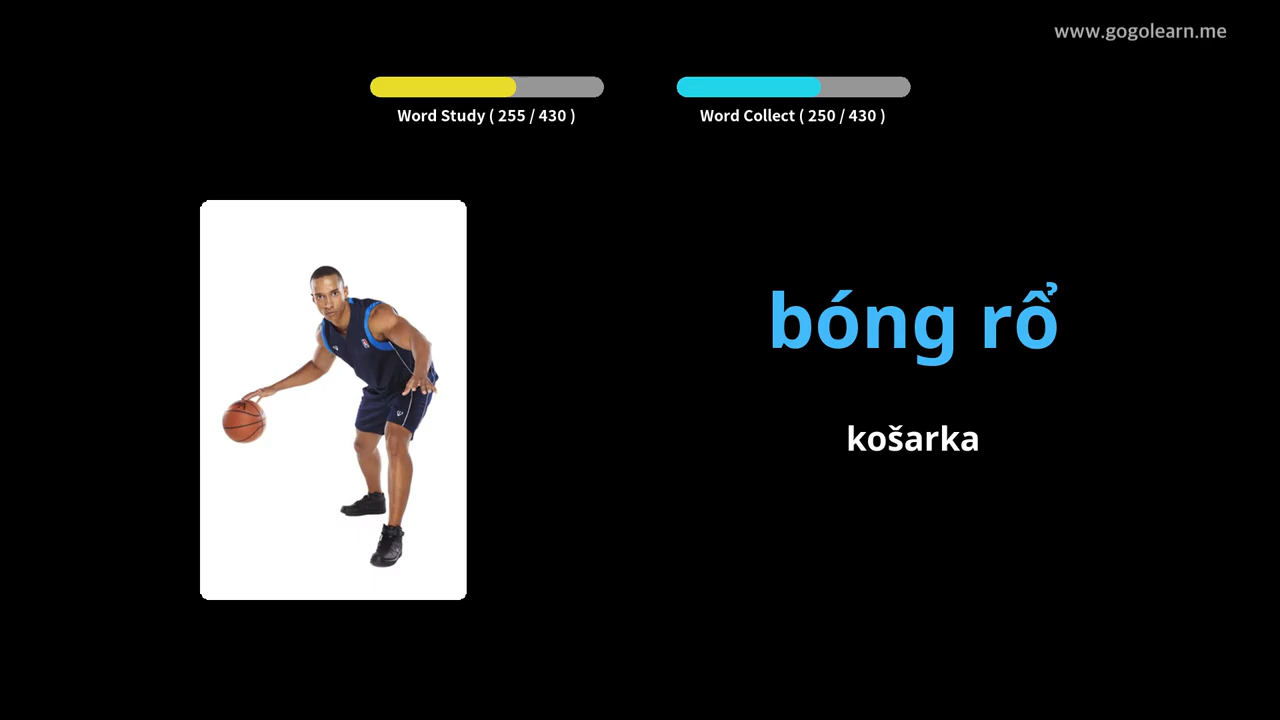 www.gogolearn.me
Word Study ( 255 / 430 )
Word Collect ( 250 / 430 )
bóng rổ
košarka